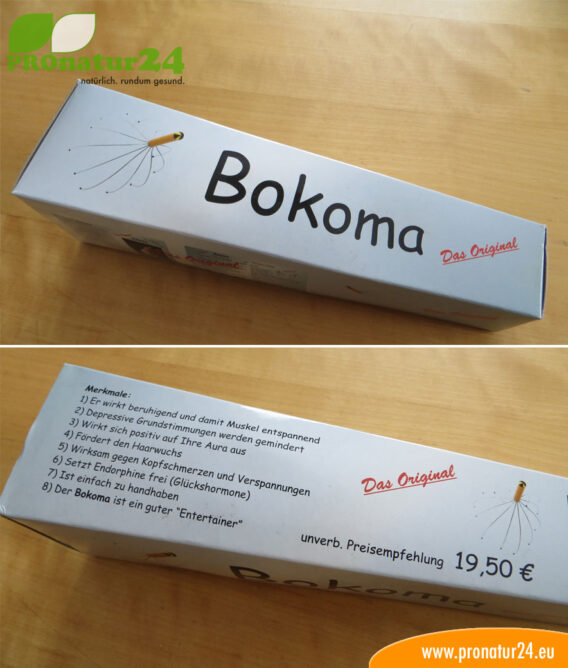 PRONatur24
natürlich. rundum gesund.
Bokoma
Das Original
Merkmale:
1) Er wirkt beruhigend und damit Muskel entspannend
2) Depressive Grundstimmungen werden gemindert
3) Wirkt sich positiv auf Ihre Aura aus
4) Fördert den Haarwuchs
5) Wirksam gegen Kopfschmerzen und Verspannungen
6) Setzt Endorphine frei (Glückshormone)
7) Ist einfach zu handhaben
8) Der Bokoma ist ein guter "Entertainer"
Das Original
unverb. Preisempfehlung 19,50 €
Bokoma
www.pronatur24.eu